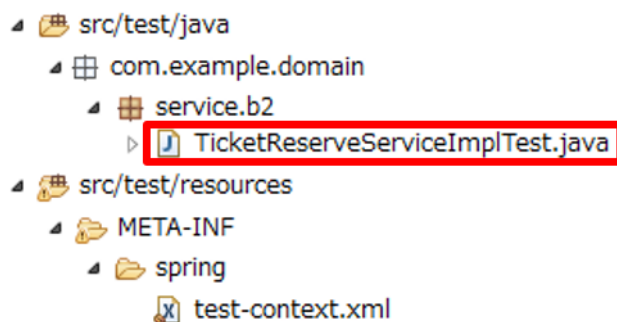 src/test/java
com.example.domain
service.b2
TicketReserveServiceImplTest.java
src/test/resources
META-INF
spring
test-context.xml